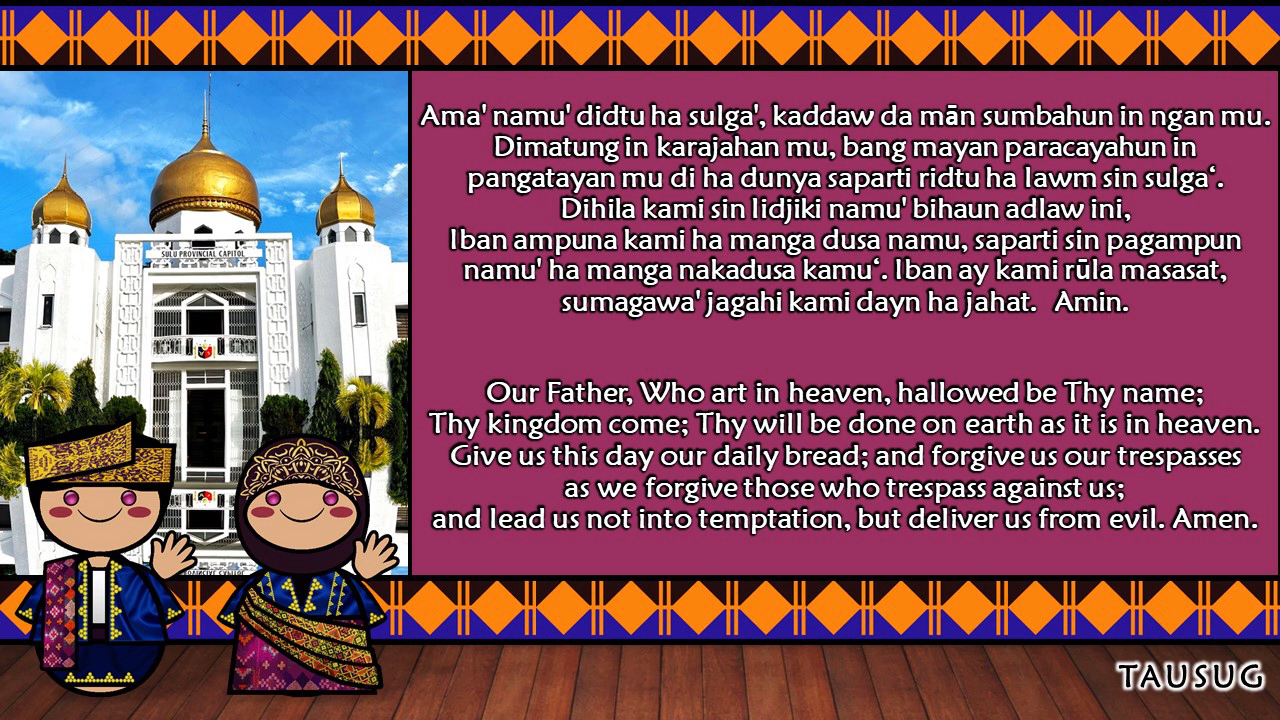 SULU PROVINCIAL CAPITOL
Ama' namu' didtu ha sulga', kaddaw da mān sumbahun in ngan mu.
Dimatung in karajahan mu, bang mayan paracayahun in
pangatayan mu di ha dunya saparti ridtu ha lawm sin sulga‘.
Dihila kami sin lidjiki namu' bihaun adlaw ini,
Iban ampuna kami ha manga dusa namu, saparti sin pagampun
namu' ha manga nakadusa kamu‘. Iban ay kami rūla masasat,
sumagawa' jagahi kami dayn ha jahat. Amin.
Our Father, Who art in heaven, hallowed be Thy name;
Thy kingdom come; Thy will be done on earth as it is in heaven.
Give us this day our daily bread; and forgive us our trespasses
as we forgive those who trespass against us;
and lead us not into temptation, but deliver us from evil. Amen.
TAUSUG